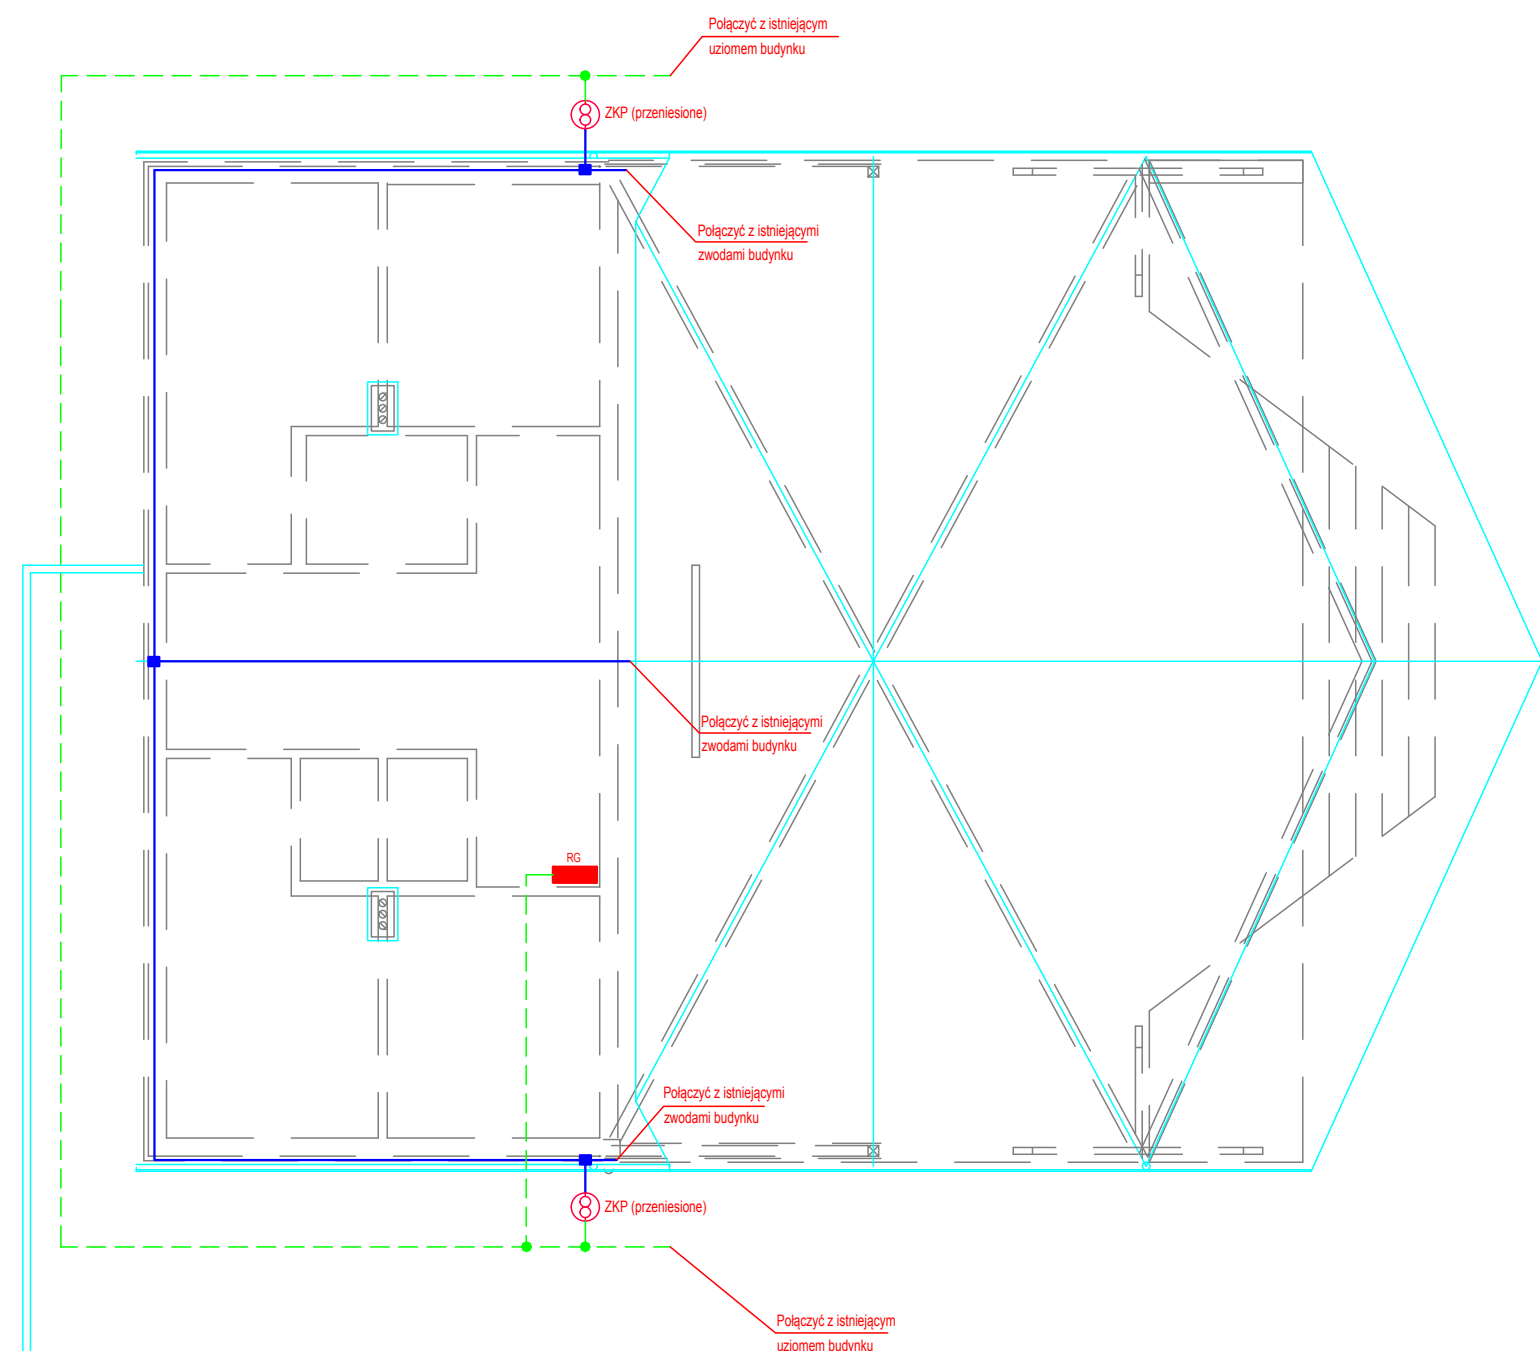 Połączyć z istniejącym
uziomem budynku
ZKP (przeniesione)
Połączyć z istniejącymi
zwodami budynku
Połączyć z istniejącymi
zwodami budynku
RG
Połączyć z istniejącymi
zwodami budynku
ZKP (przeniesione)
Połączyć z istniejącym
uziomem budynku